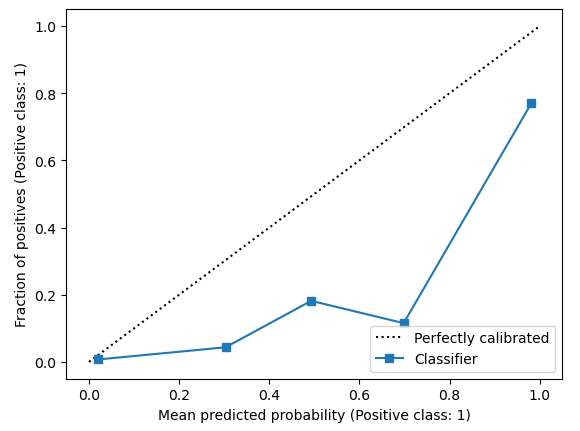 Fraction of positives (Positive class: 1)
1.0
0.8
0.6
0.4
0.2
0.0
Perfectly calibrated
Classifier
0.0 0.2 0.4 0.6 0.8 1.0
Mean predicted probability (Positive class: 1)